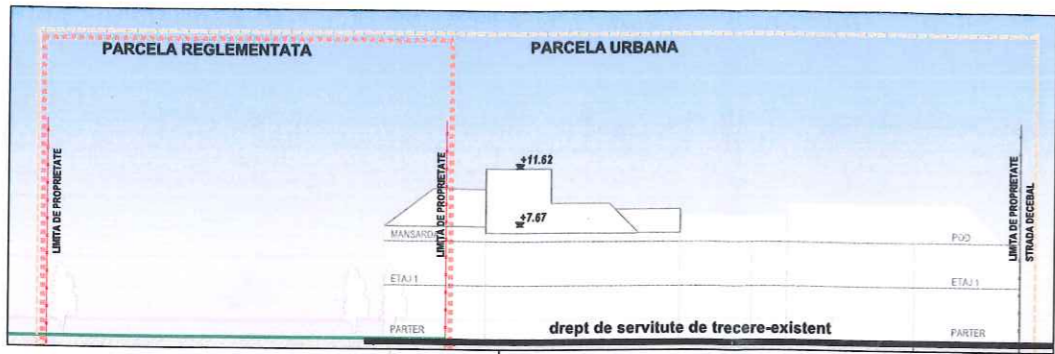 PARCELA REGLEMENTATA
PARCELA URBANA
LIMITA DE PROPRIETATE
LIMITA DE PROPRIETATE
+11.62
+7.67
LIMITA DE PROPRIETATE
STRADA DECEBAL
MANSARDA
POD
ETAJ 1
ETAJ 1
PARTER
drept de servitute de trecere-existent
PARTER